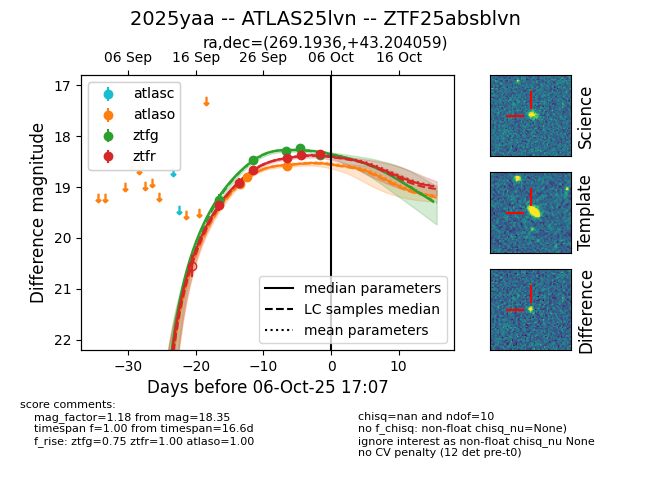 2025yaa -- ATLAS25lvn -- ZTF25absblvn
ra,dec=(269.1936,+43.204059)
06 Sep 16 Sep 26 Sep 06 Oct 16 Oct
17
18
19
20
21
22
Difference magnitude
atlasc
atlaso
ztfg
ztfr
median parameters
LC samples median
mean parameters
−30 −20 −10 0 10
Days before 06-Oct-25 17:07
Science
Template
Difference
score comments:
mag_factor=1.18 from mag=18.35
timespan f=1.00 from timespan=16.6d
f_rise: ztfg=0.75 ztfr=1.00 atlaso=1.00
chisq=nan and ndof=10
no f_chisq: non-float chisq_nu=None)
ignore interest as non-float chisq_nu None
no CV penalty (12 det pre-t0)